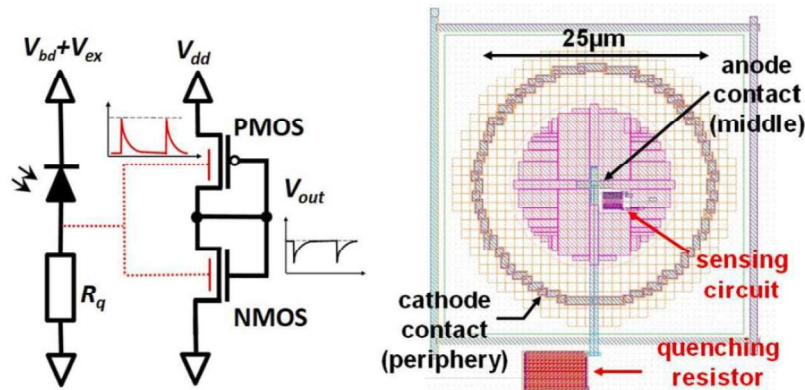 V_bd+V_ex
V_dd
PMOS
V_out
R_q
NMOS
25µm
anode
contact
(middle)
sensing
circuit
cathode
contact
(periphery)
quenching
resistor